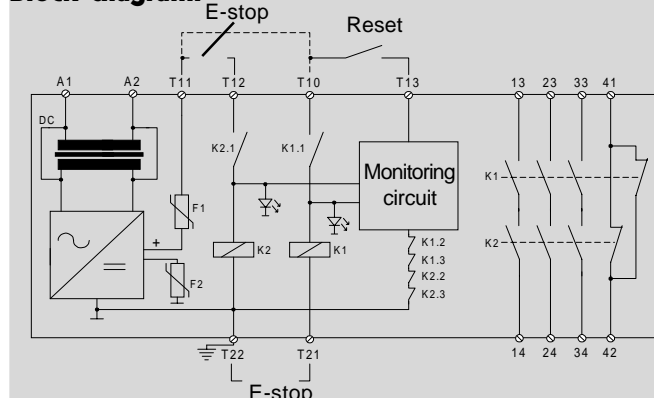 Block diagram
E-stop
Reset
A1 A2 T11 T12 T10 T13 13 23 33 41
DC
K2.1 K1.1
Monitoring
circuit
K1
F1
+
K2 K1
K1.2
K1.3
K2.2
K2.3
K2
F2
T22 T21 14 24 34 42
E-stop